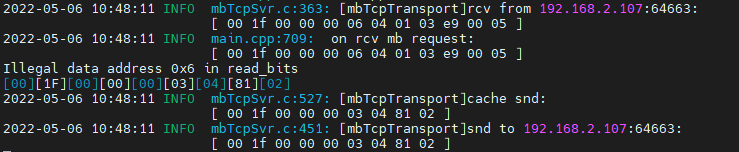 2022-05-06 10:48:11 INFO  mbTcpSvr.c:363: [mbTcpTransport]rcv from 192.168.2.107:64663:
[ 00 1f 00 00 00 06 04 01 03 e9 00 05 ]
2022-05-06 10:48:11 INFO  main.cpp:709:  on rcv mb request:
[ 00 1f 00 00 00 06 04 01 03 e9 00 05 ]
Illegal data address 0x6 in read_bits
[00][1F][00][00][00][03][04][81][02]
2022-05-06 10:48:11 INFO  mbTcpSvr.c:527: [mbTcpTransport]cache snd:
[ 00 1f 00 00 00 03 04 81 02 ]
2022-05-06 10:48:11 INFO  mbTcpSvr.c:451: [mbTcpTransport]snd to 192.168.2.107:64663:
[ 00 1f 00 00 00 03 04 81 02 ]